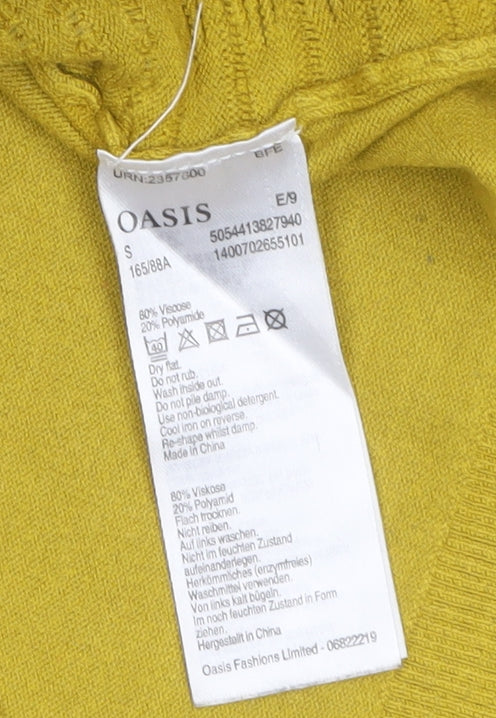 URN:2357600 BFE
OASIS E/9
S 5054413827940
165/88A 1400702655101
80% Viscose
20% Polyamide
40
Dry flat.
Do not rub.
Wash inside out.
Do not pile damp.
Use non-biological detergent.
Cool iron on reverse.
Re-shape whilst damp.
Made in China
80% Viskose
20% Polyamid
Flach trocknen.
Nicht reiben.
Auf links waschen.
Nicht im feuchten Zustand
aufeinanderlegen.
Herkömmliches (enzymfreies)
Waschmittel verwenden.
Von links kalt bügeln.
Im noch feuchten Zustand in Form
ziehen.
Hergestellt in China
Oasis Fashions Limited - 06822219